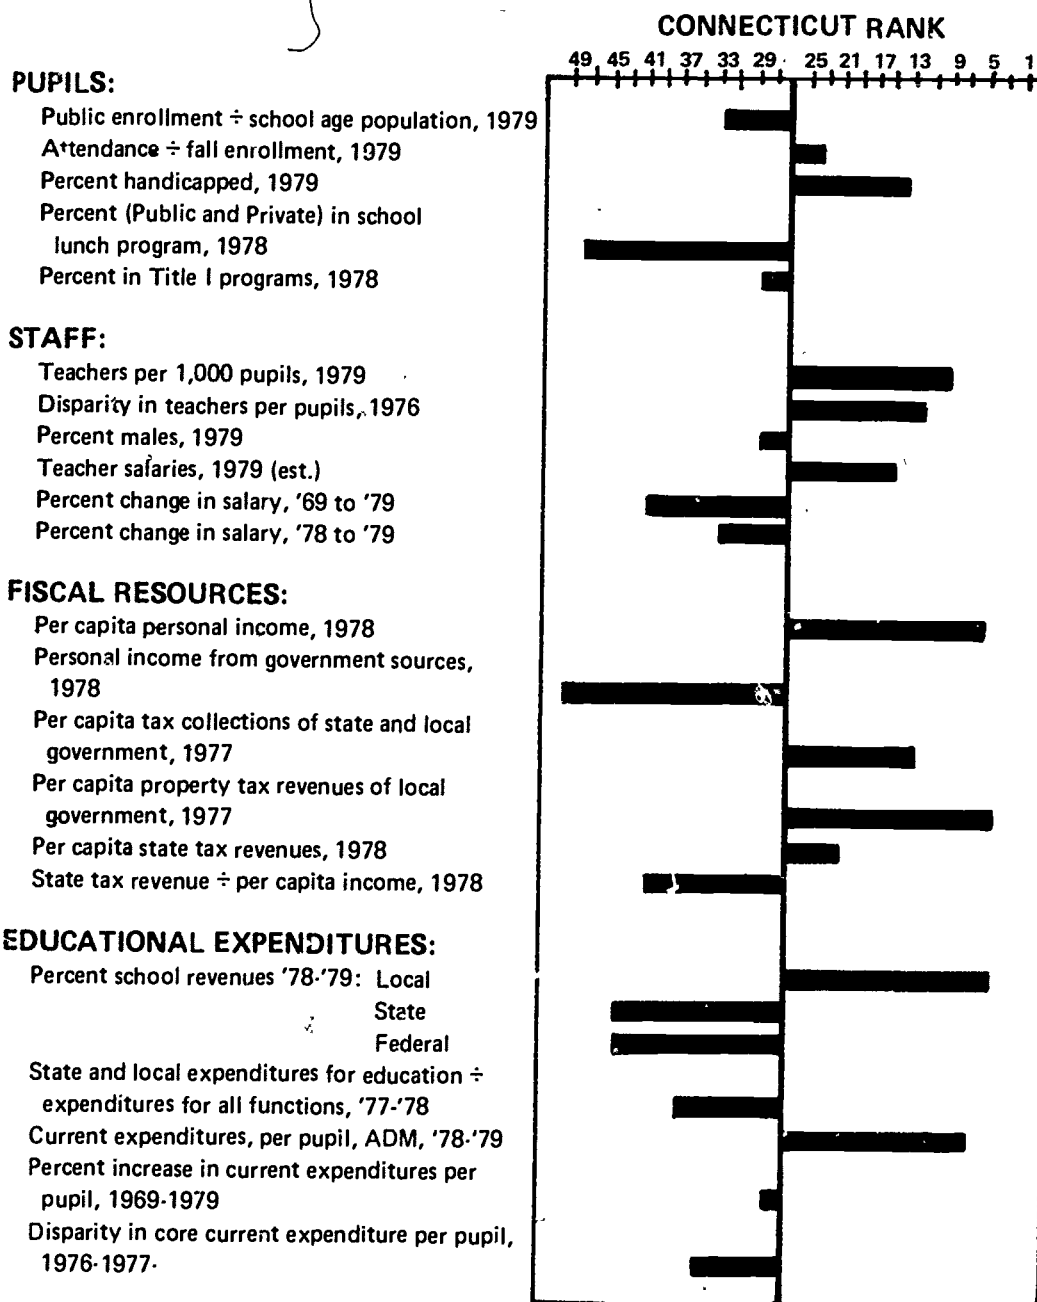 CONNECTICUT RANK
49 45 41 37 33 29 25 21 17 13 9 5 1
PUPILS:
Public enrollment ÷ school age population, 1979
Attendance ÷ fall enrollment, 1979
Percent handicapped, 1979
Percent (Public and Private) in school
lunch program, 1978
Percent in Title I programs, 1978
STAFF:
Teachers per 1,000 pupils, 1979
Disparity in teachers per pupils, 1976
Percent males, 1979
Teacher salaries, 1979 (est.)
Percent change in salary, '69 to '79
Percent change in salary, '78 to '79
FISCAL RESOURCES:
Per capita personal income, 1978
Personal income from government sources,
1978
Per capita tax collections of state and local
government, 1977
Per capita property tax revenues of local
government, 1977
Per capita state tax revenues, 1978
State tax revenue ÷ per capita income, 1978
EDUCATIONAL EXPENDITURES:
Percent school revenues '78-'79: Local
State
Federal
State and local expenditures for education ÷
expenditures for all functions, '77-'78
Current expenditures, per pupil, ADM, '78-'79
Percent increase in current expenditures per
pupil, 1969-1979
Disparity in core current expenditure per pupil,
1976-1977.